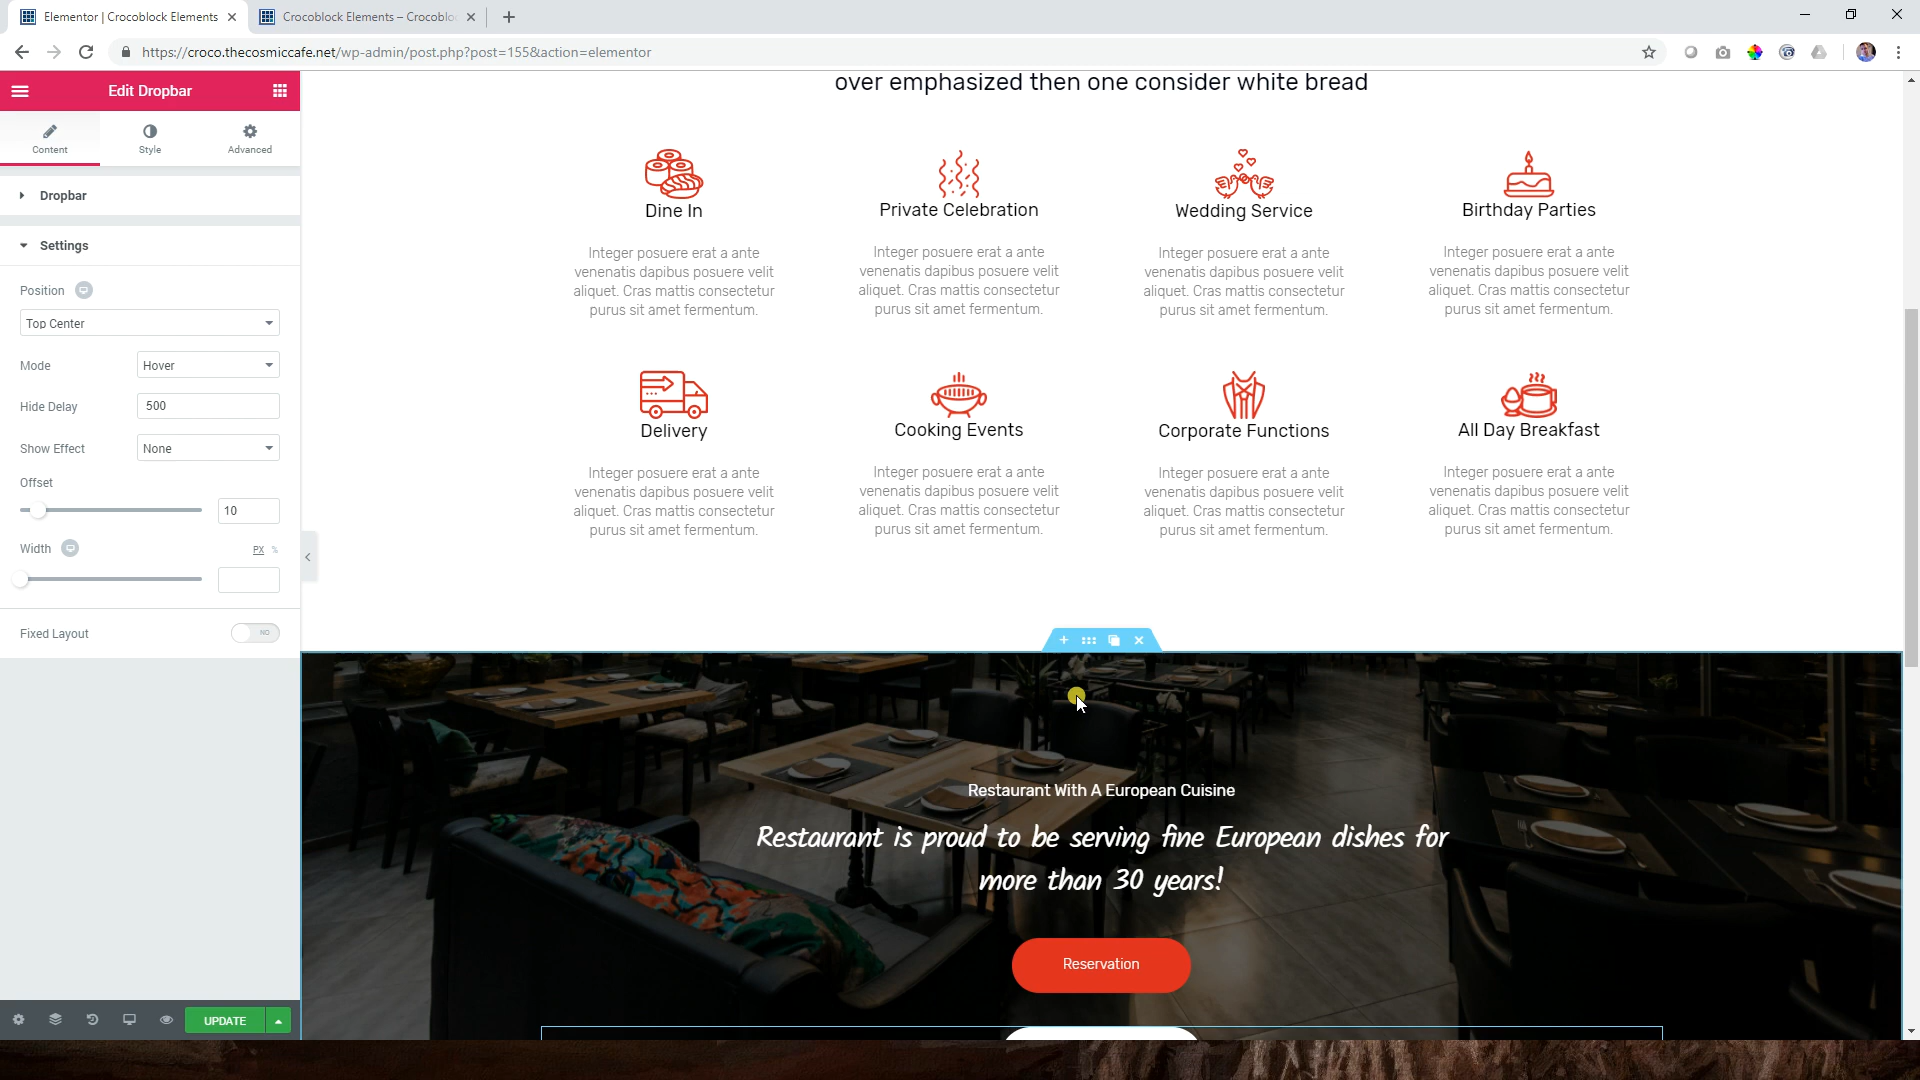 Elementor | Crocoblock Elements
Crocoblock Elements – Crocoblo
https://croco.thecosmiccafe.net/wp-admin/post.php?post=155&action=elementor
Edit Dropbar
Content
Style
Advanced
Dropbar
Settings
Position
Top Center
Mode
Hover
Hide Delay
500
Show Effect
None
Offset
10
Width
PX
%
Fixed Layout
NO
UPDATE
over emphasized then one consider white bread
Dine In
Integer posuere erat a ante
venenatis dapibus posuere velit
aliquet. Cras mattis consectetur
purus sit amet fermentum.
Private Celebration
Integer posuere erat a ante
venenatis dapibus posuere velit
aliquet. Cras mattis consectetur
purus sit amet fermentum.
Wedding Service
Integer posuere erat a ante
venenatis dapibus posuere velit
aliquet. Cras mattis consectetur
purus sit amet fermentum.
Birthday Parties
Integer posuere erat a ante
venenatis dapibus posuere velit
aliquet. Cras mattis consectetur
purus sit amet fermentum.
Delivery
Integer posuere erat a ante
venenatis dapibus posuere velit
aliquet. Cras mattis consectetur
purus sit amet fermentum.
Cooking Events
Integer posuere erat a ante
venenatis dapibus posuere velit
aliquet. Cras mattis consectetur
purus sit amet fermentum.
Corporate Functions
Integer posuere erat a ante
venenatis dapibus posuere velit
aliquet. Cras mattis consectetur
purus sit amet fermentum.
All Day Breakfast
Integer posuere erat a ante
venenatis dapibus posuere velit
aliquet. Cras mattis consectetur
purus sit amet fermentum.
Restaurant With A European Cuisine
Restaurant is proud to be serving fine European dishes for
more than 30 years!
Reservation